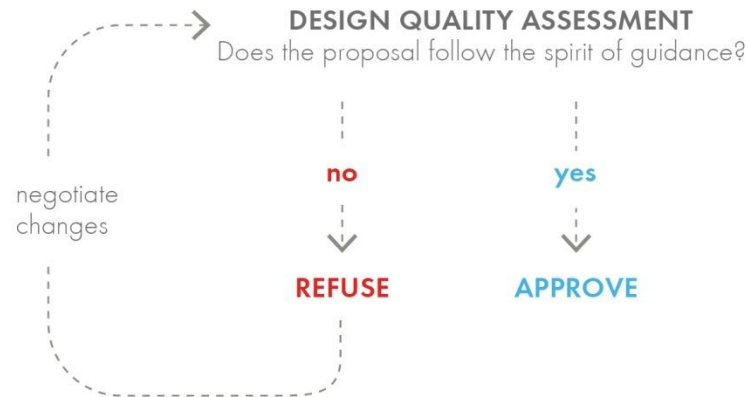 DESIGN QUALITY ASSESSMENT
Does the proposal follow the spirit of guidance?
no
yes
negotiate
changes
REFUSE
APPROVE